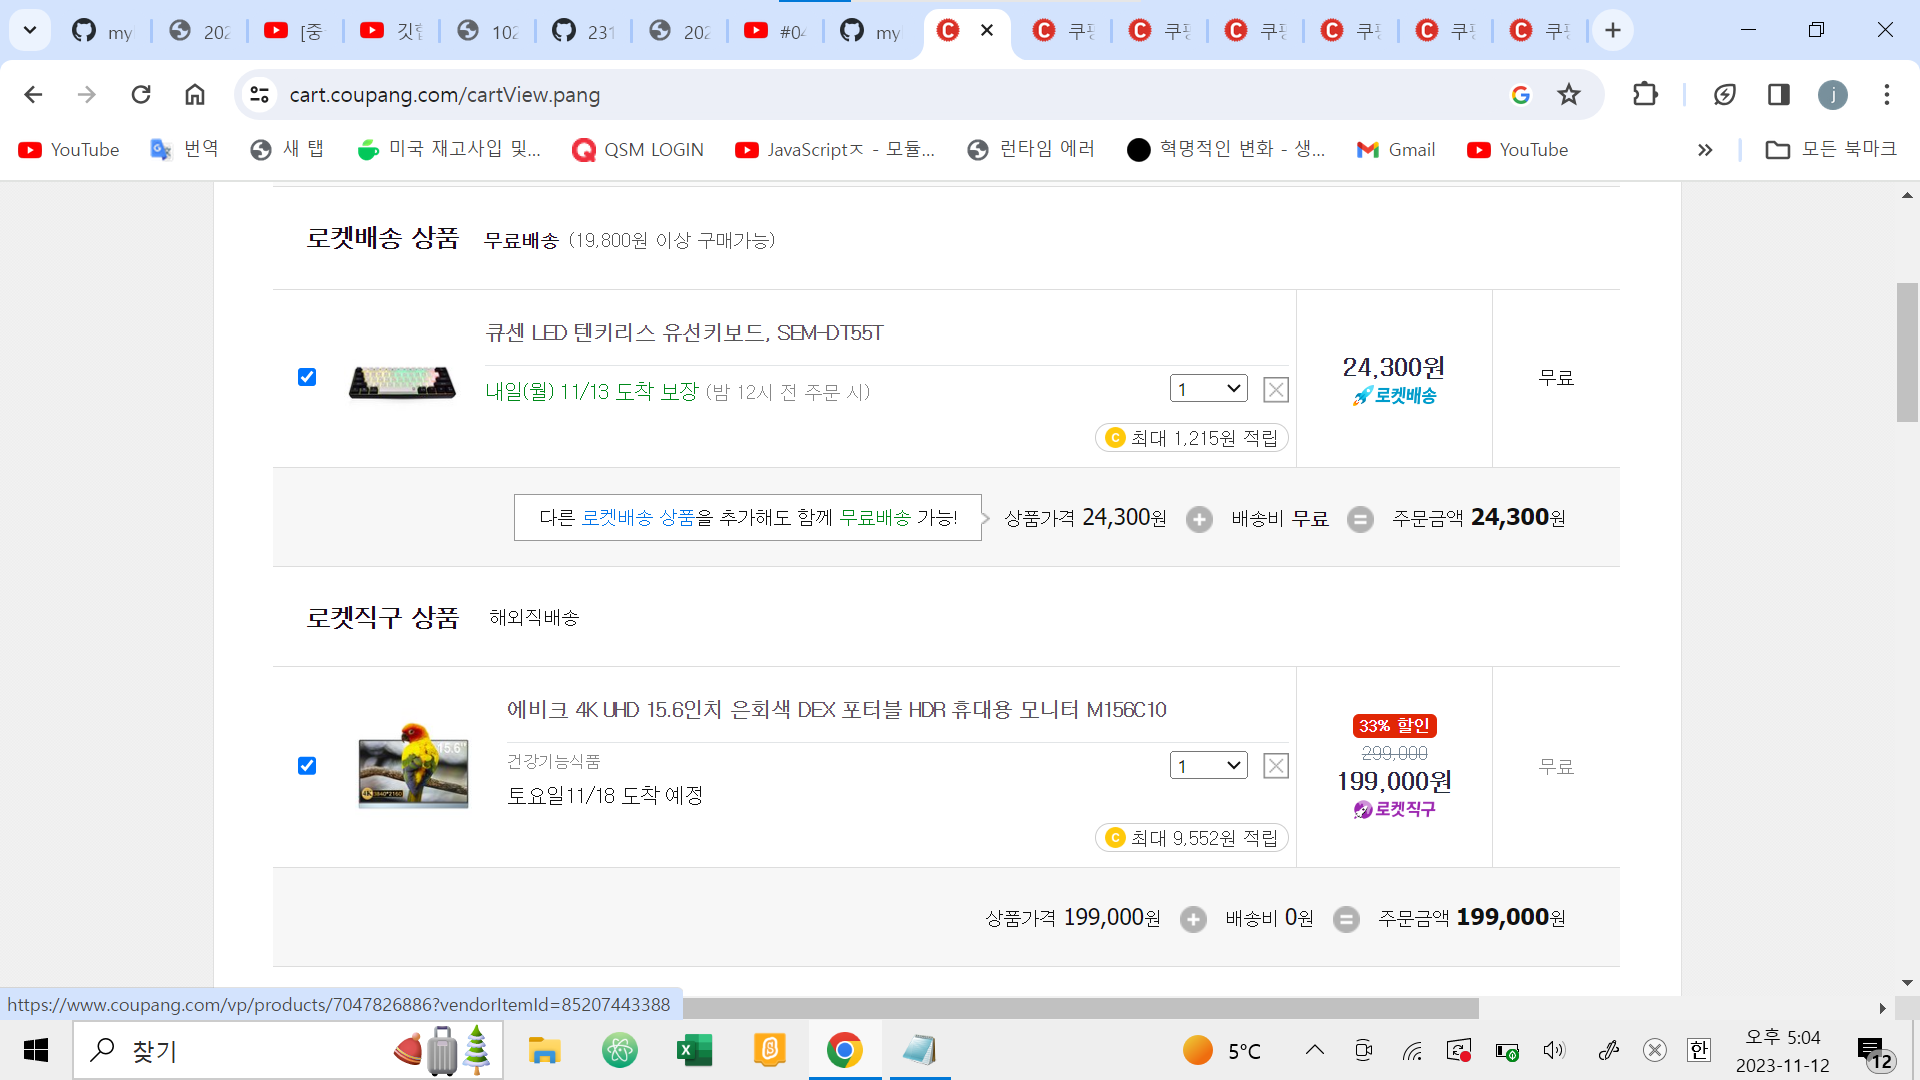 my
202
[중
깃헙
102
231
202
#04
my
쿠팡
쿠팡
쿠팡
쿠팡
쿠팡
쿠팡
cart.coupang.com/cartView.pang
j
YouTube
번역
새 탭
미국 재고사입 및...
QSM LOGIN
JavaScriptㅈ - 모듈...
런타임 에러
혁명적인 변화 - 생...
Gmail
YouTube
모든 북마크
로켓배송 상품 무료배송 (19,800원 이상 구매가능)
큐센 LED 텐키리스 유선키보드, SEM-DT55T
내일(월) 11/13 도착 보장 (밤 12시 전 주문 시)
1
최대 1,215원 적립
24,300원
로켓배송
무료
다른 로켓배송 상품을 추가해도 함께 무료배송 가능!
상품가격 24,300원 + 배송비 무료 = 주문금액 24,300원
로켓직구 상품 해외직배송
에비크 4K UHD 15.6인치 은회색 DEX 포터블 HDR 휴대용 모니터 M156C10
15.6"
4K 3840*2160
건강기능식품
토요일11/18 도착 예정
1
최대 9,552원 적립
33% 할인
299,000
199,000원
로켓직구
무료
상품가격 199,000원 + 배송비 0원 = 주문금액 199,000원
https://www.coupang.com/vp/products/7047826886?vendorItemId=85207443388
찾기
5°C
한
오후 5:04
2023-11-12
12